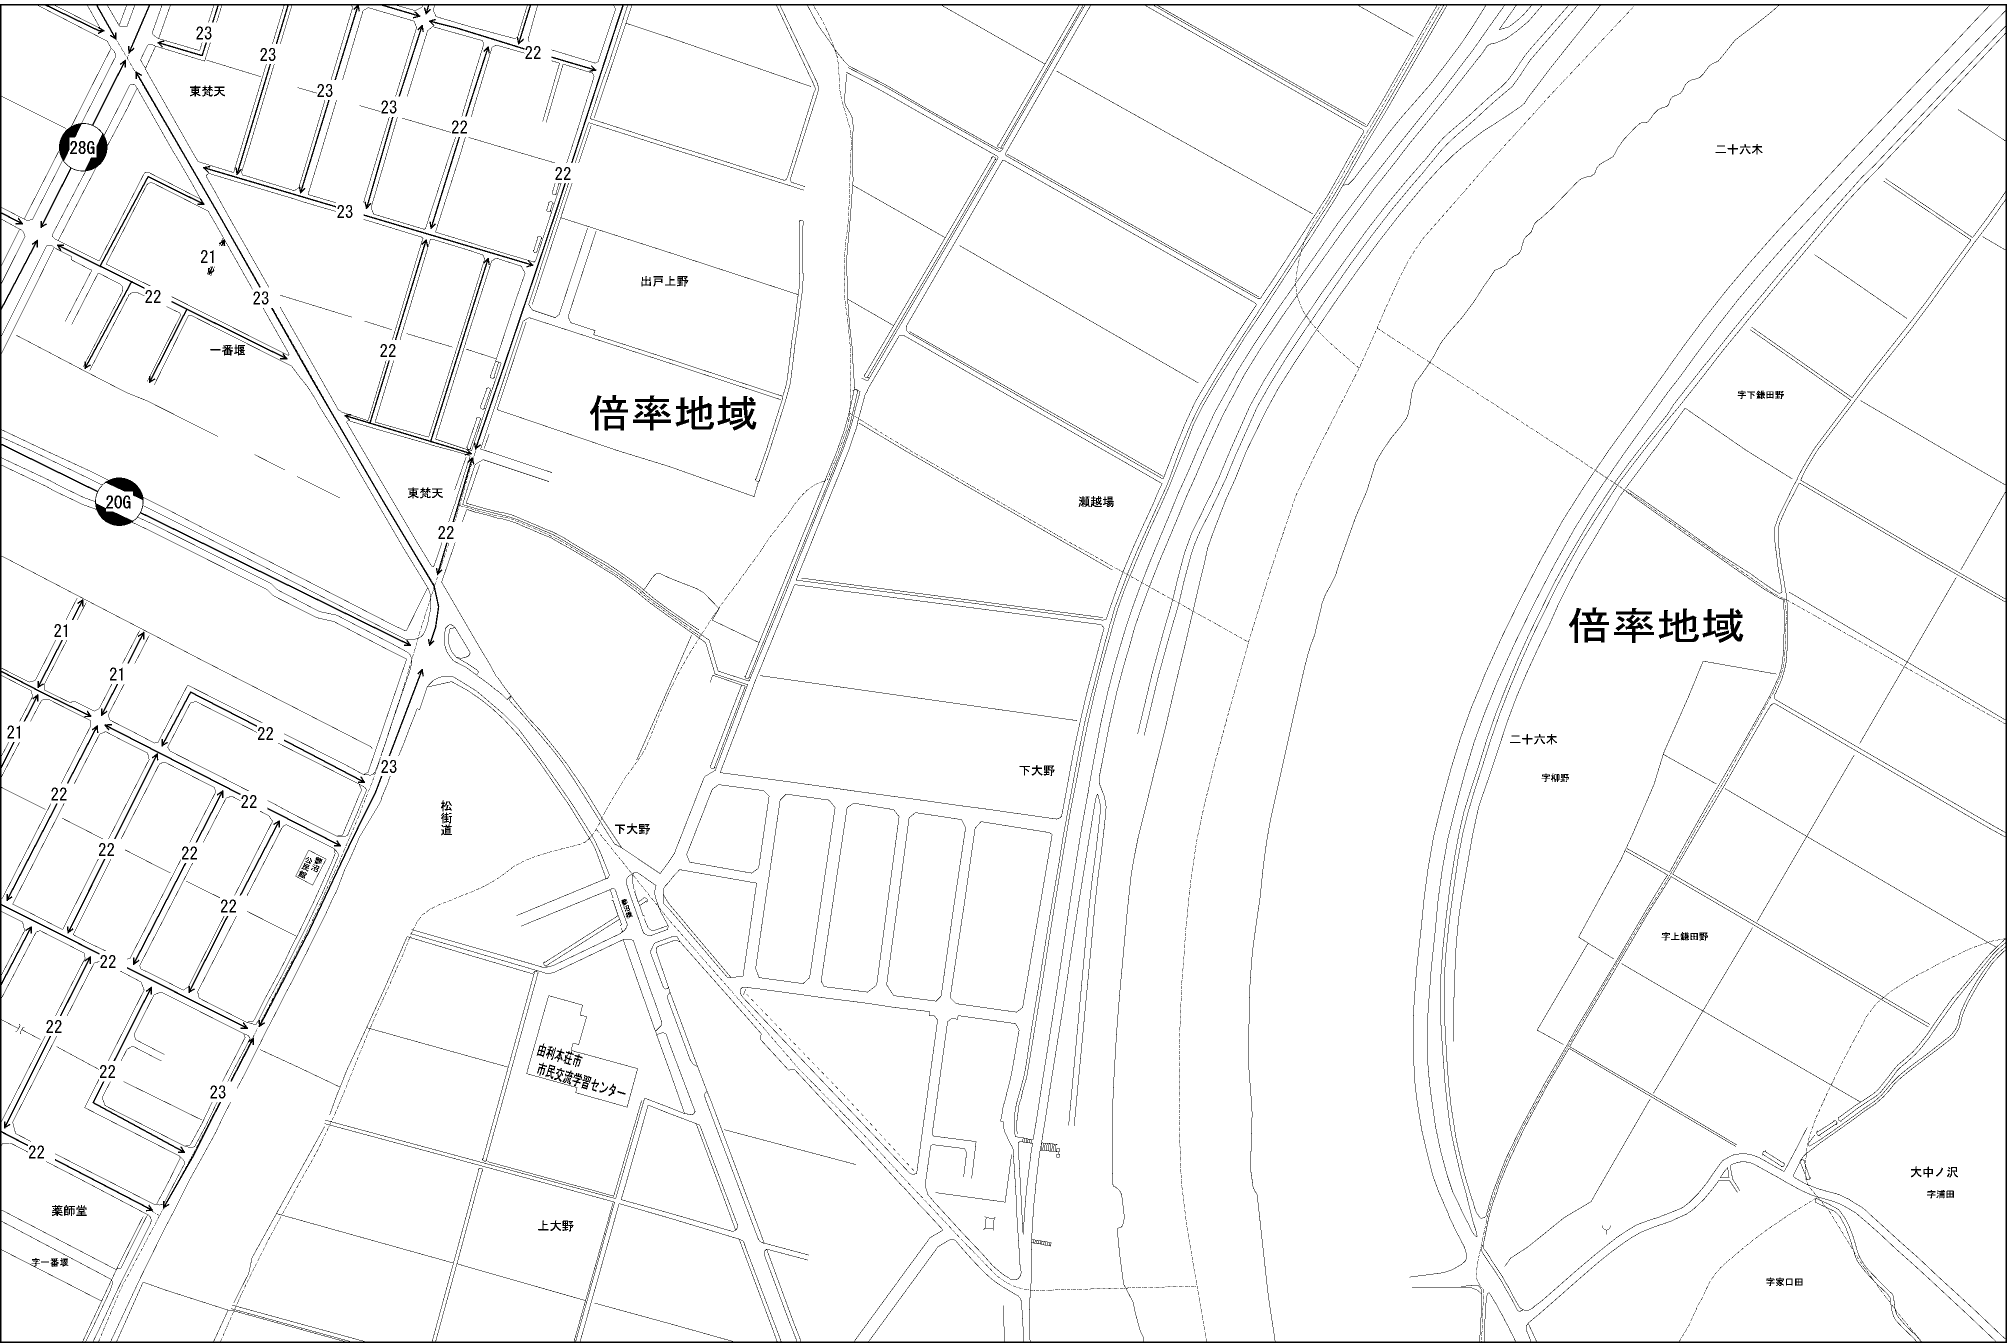 23
23
22
東梵天
23
23
22
28G
二十六木
22
23
21
出戸上野
22
23
一番堰
22
字下鎌田野
倍率地域
東梵天
20G
瀬越場
22
倍率地域
21
21
21
22
二十六木
23
下大野
字柳野
22
22
松街道
下大野
22
22
公民館
22
字上鎌田野
22
22
由利本荘市
市民交流学習センター
22
23
22
大中ノ沢
字浦田
薬師堂
上大野
字一番堰
字家口田